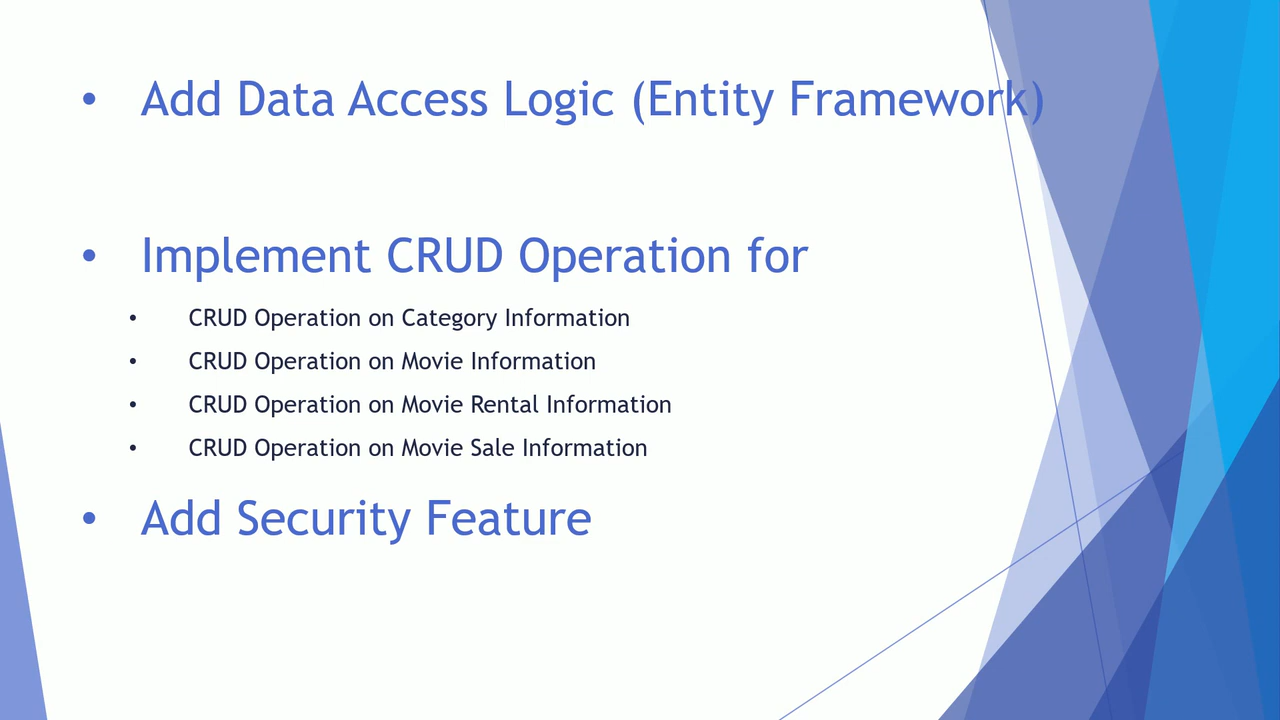 • Add Data Access Logic (Entity Framework)
• Implement CRUD Operation for
• CRUD Operation on Category Information
• CRUD Operation on Movie Information
• CRUD Operation on Movie Rental Information
• CRUD Operation on Movie Sale Information
• Add Security Feature